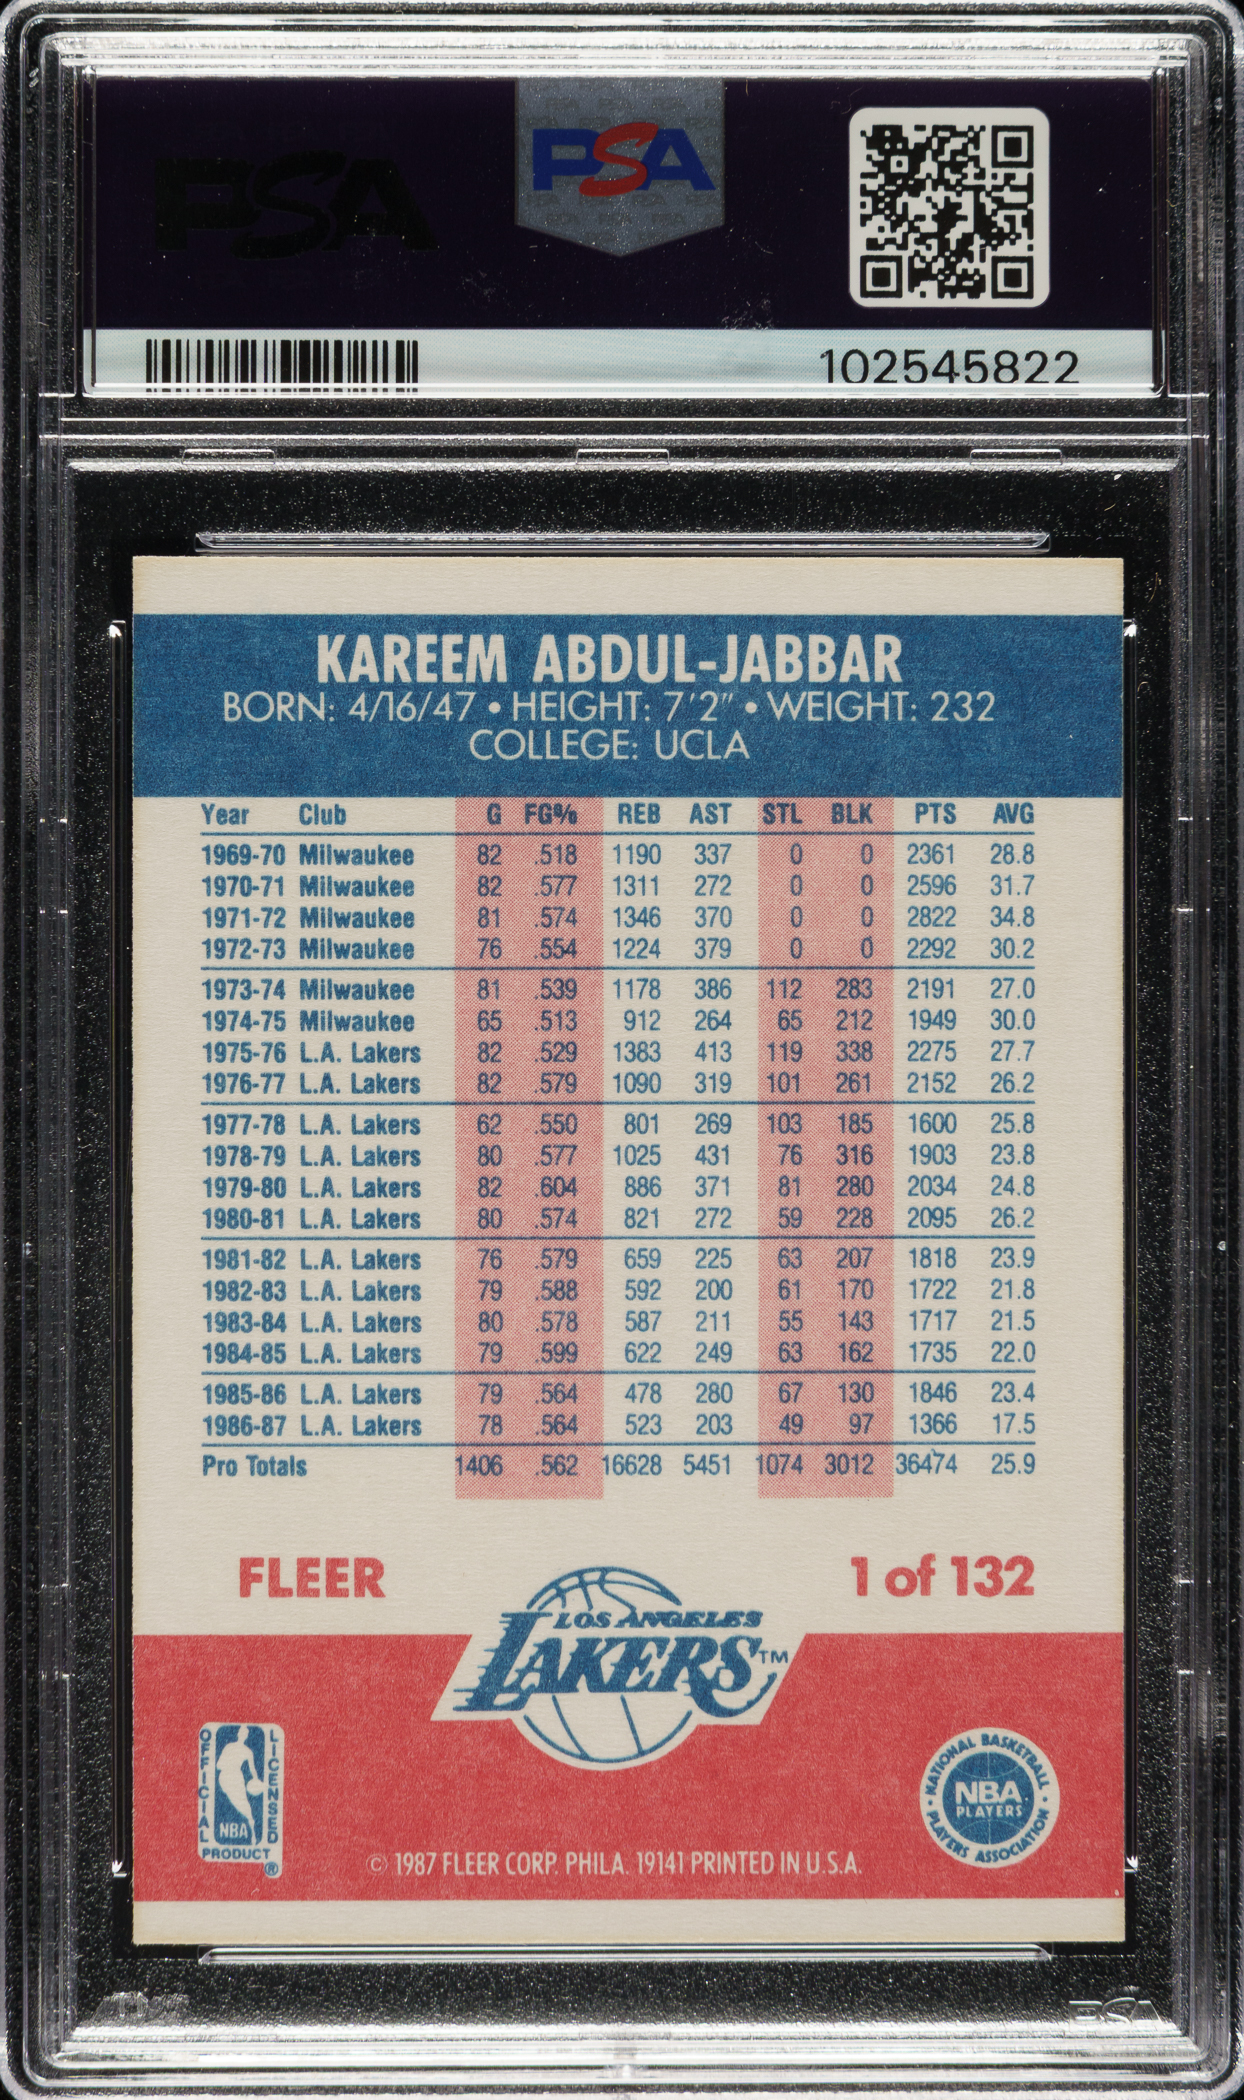 PSA
PSA
102545822
KAREEM ABDUL-JABBAR
BORN: 4/16/47 • HEIGHT: 7'2" • WEIGHT: 232
COLLEGE: UCLA
Year Club G FG% REB AST STL BLK PTS AVG
1969-70 Milwaukee 82 .518 1190 337 0 0 2361 28.8
1970-71 Milwaukee 82 .577 1311 272 0 0 2596 31.7
1971-72 Milwaukee 81 .574 1346 370 0 0 2822 34.8
1972-73 Milwaukee 76 .554 1224 379 0 0 2292 30.2
1973-74 Milwaukee 81 .539 1178 386 112 283 2191 27.0
1974-75 Milwaukee 65 .513 912 264 65 212 1949 30.0
1975-76 L.A. Lakers 82 .529 1383 413 119 338 2275 27.7
1976-77 L.A. Lakers 82 .579 1090 319 101 261 2152 26.2
1977-78 L.A. Lakers 62 .550 801 269 103 185 1600 25.8
1978-79 L.A. Lakers 80 .577 1025 431 76 316 1903 23.8
1979-80 L.A. Lakers 82 .604 886 371 81 280 2034 24.8
1980-81 L.A. Lakers 80 .574 821 272 59 228 2095 26.2
1981-82 L.A. Lakers 76 .579 659 225 63 207 1818 23.9
1982-83 L.A. Lakers 79 .588 592 200 61 170 1722 21.8
1983-84 L.A. Lakers 80 .578 587 211 55 143 1717 21.5
1984-85 L.A. Lakers 79 .599 622 249 63 162 1735 22.0
1985-86 L.A. Lakers 79 .564 478 280 67 130 1846 23.4
1986-87 L.A. Lakers 78 .564 523 203 49 97 1366 17.5
Pro Totals 1406 .562 16628 5451 1074 3012 36474 25.9
FLEER
1 of 132
LOS ANGELES
LAKERS™
OFFICIAL LICENSED
NBA
PRODUCT ®
NATIONAL BASKETBALL
NBA
PLAYERS
PLAYERS ASSOCIATION
© 1987 FLEER CORP. PHILA. 19141 PRINTED IN U.S.A.
PSA